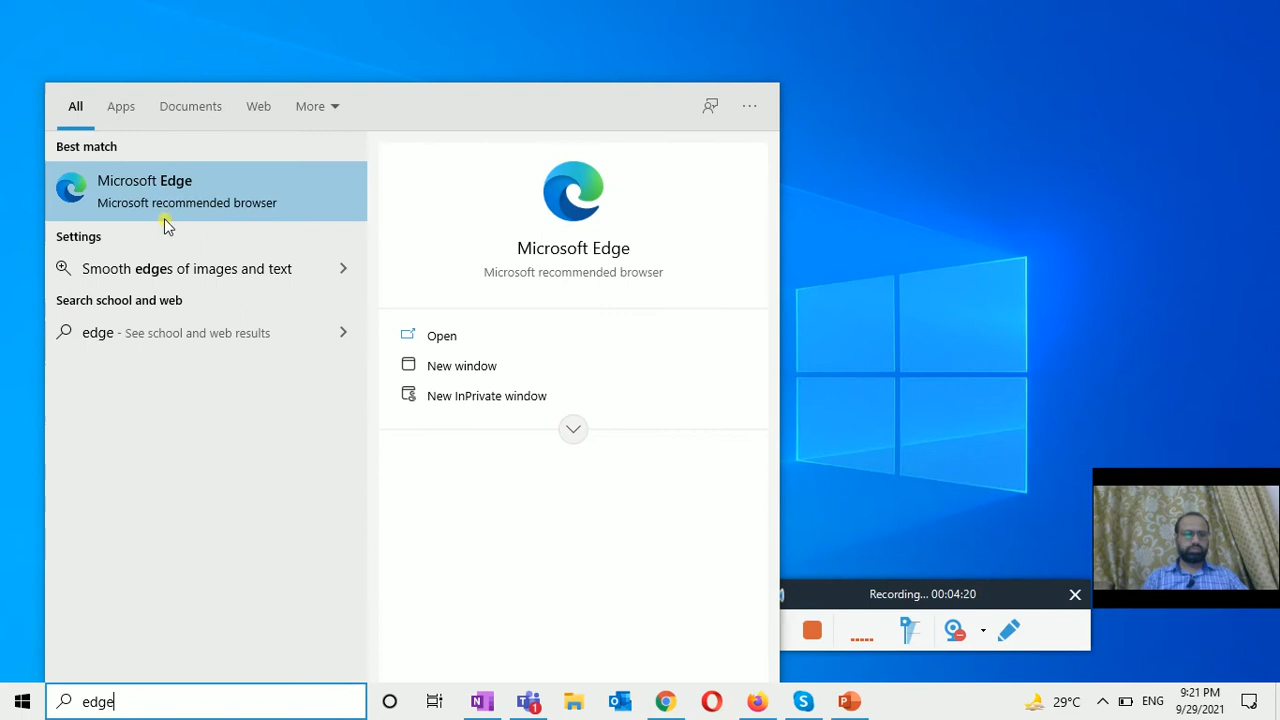 All Apps Documents Web More
Best match
Microsoft Edge
Microsoft recommended browser
Settings
Smooth edges of images and text
Search school and web
edge - See school and web results
Microsoft Edge
Microsoft recommended browser
Open
New window
New InPrivate window
Recording... 00:04:20
edge
1
29°C
ENG
9:21 PM
9/29/2021